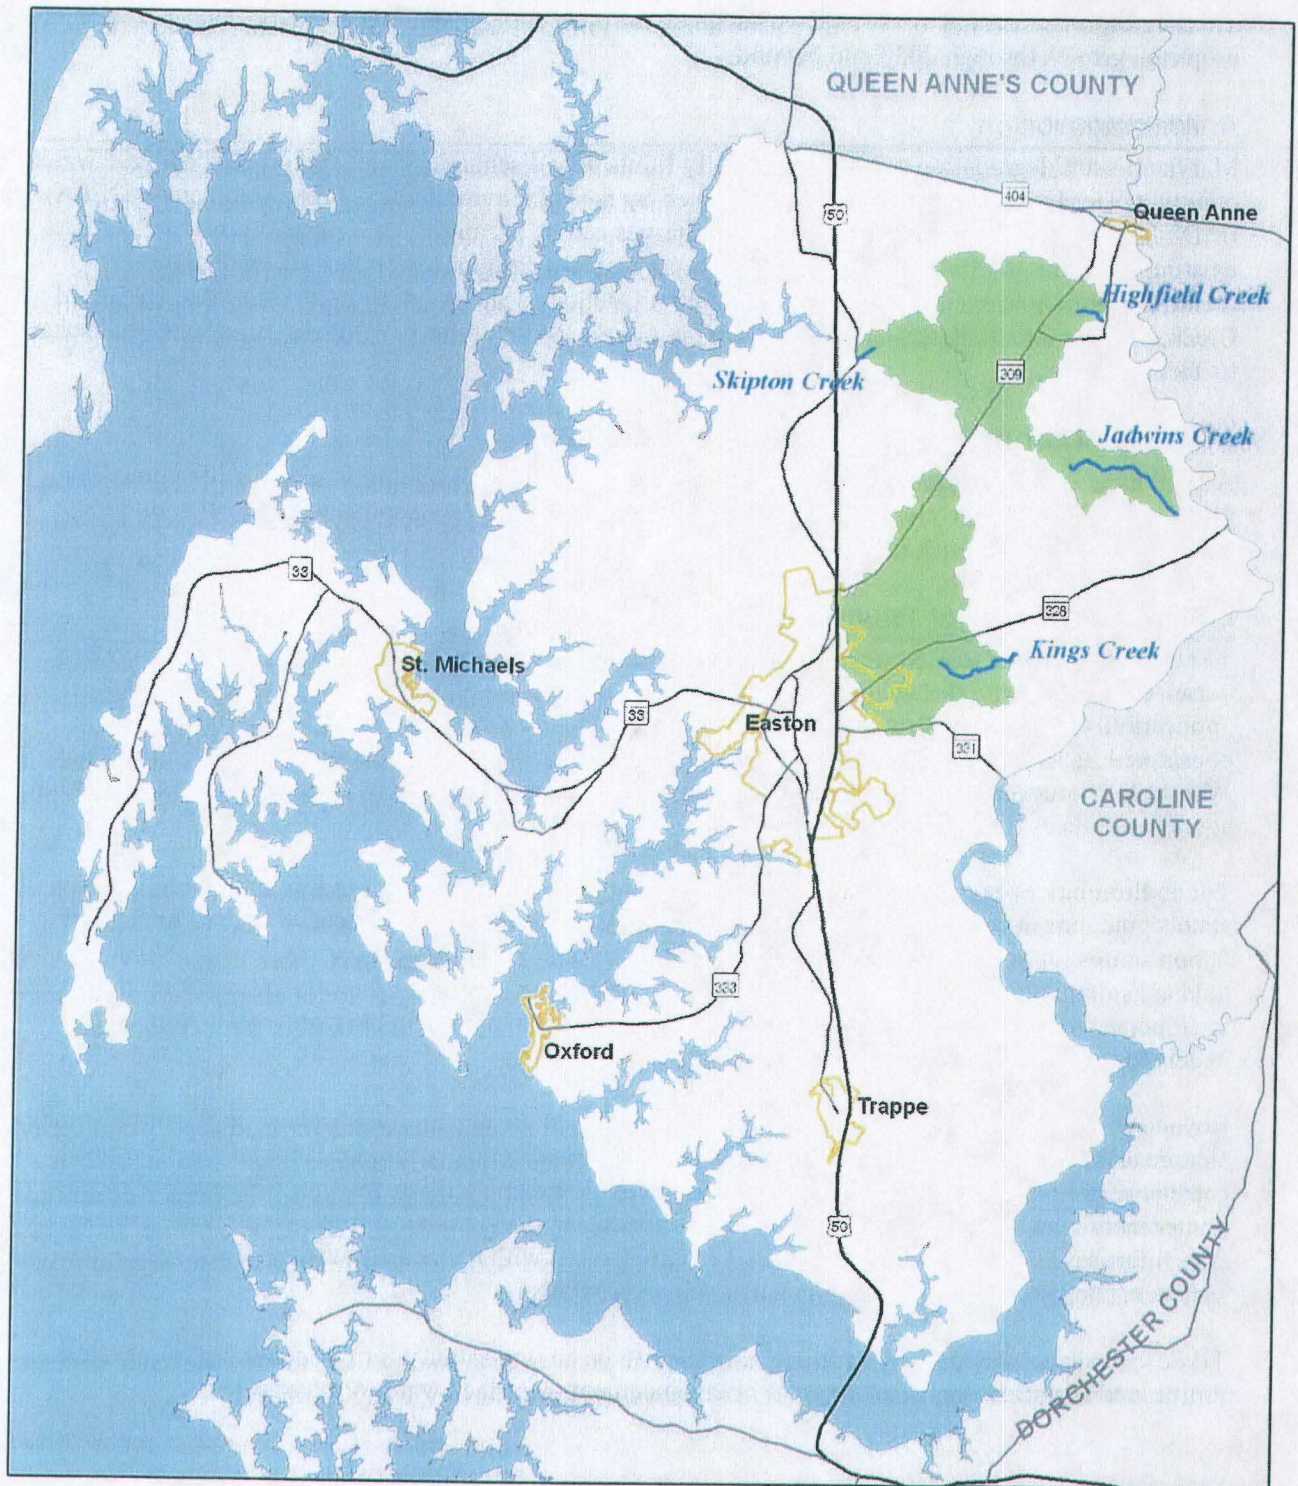 QUEEN ANNE'S COUNTY
404
50
Queen Anne
Highfield Creek
Skipton Creek
309
Jadwins Creek
33
328
St. Michaels
Kings Creek
33
Easton
331
CAROLINE
COUNTY
333
Oxford
Trappe
50
DORCHESTER COUNTY